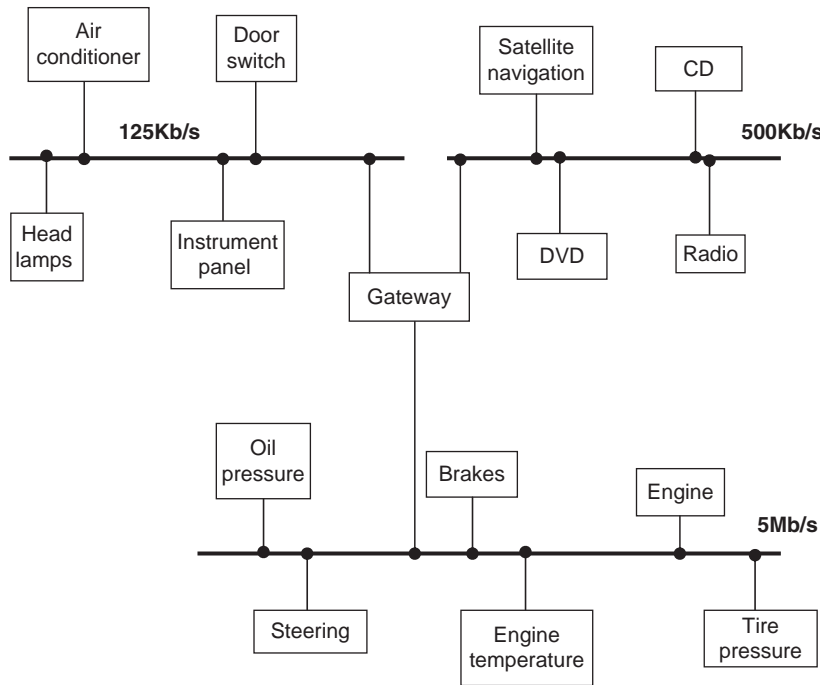 Air
conditioner
Door
switch
Satellite
navigation
CD
125Kb/s
500Kb/s
Head
lamps
Instrument
panel
DVD
Radio
Gateway
Oil
pressure
Brakes
Engine
5Mb/s
Steering
Engine
temperature
Tire
pressure